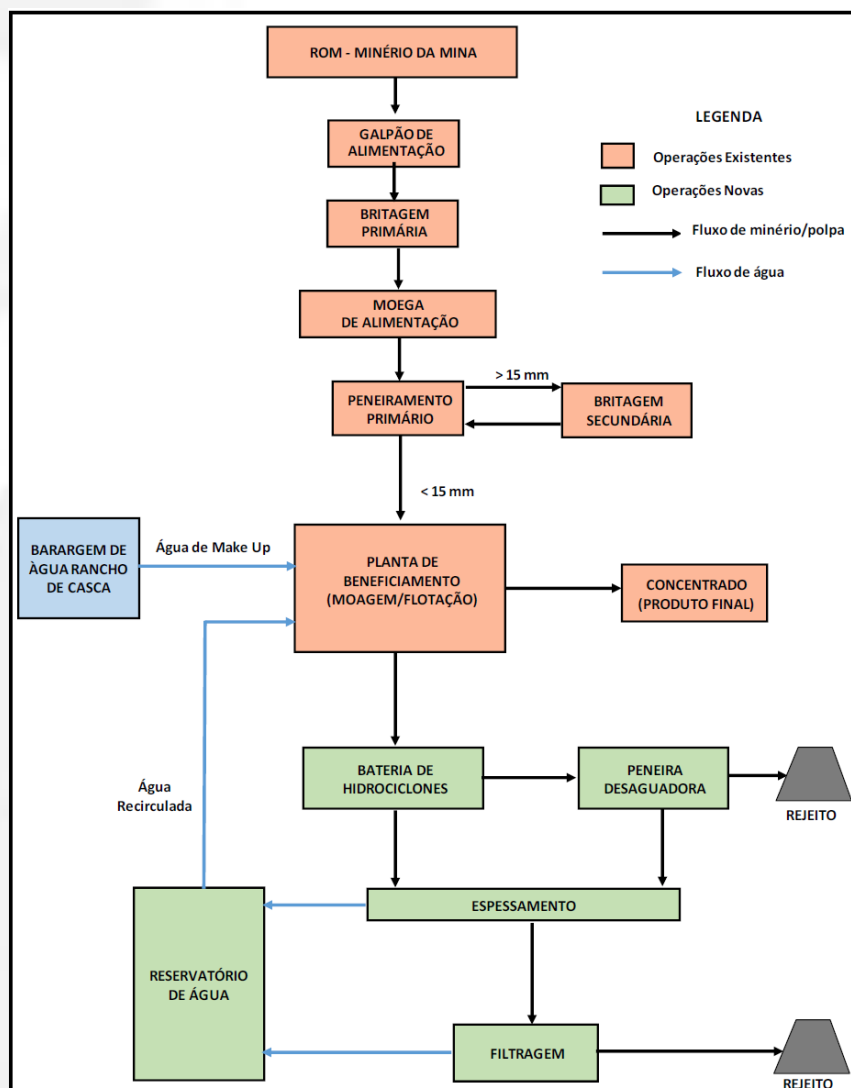 ROM - MINÉRIO DA MINA
GALPÃO DE
ALIMENTAÇÃO
BRITAGEM
PRIMÁRIA
MOEGA
DE ALIMENTAÇÃO
PENEIRAMENTO
PRIMÁRIO
> 15 mm
BRITAGEM
SECUNDÁRIA
< 15 mm
LEGENDA
Operações Existentes
Operações Novas
Fluxo de minério/polpa
Fluxo de água
BARARGEM DE
ÀGUA RANCHO
DE CASCA
Água de Make Up
PLANTA DE
BENEFICIAMENTO
(MOAGEM/FLOTAÇÃO)
CONCENTRADO
(PRODUTO FINAL)
Água
Recirculada
BATERIA DE
HIDROCICLONES
PENEIRA
DESAGUADORA
REJEITO
ESPESSAMENTO
RESERVATÓRIO
DE ÁGUA
FILTRAGEM
REJEITO